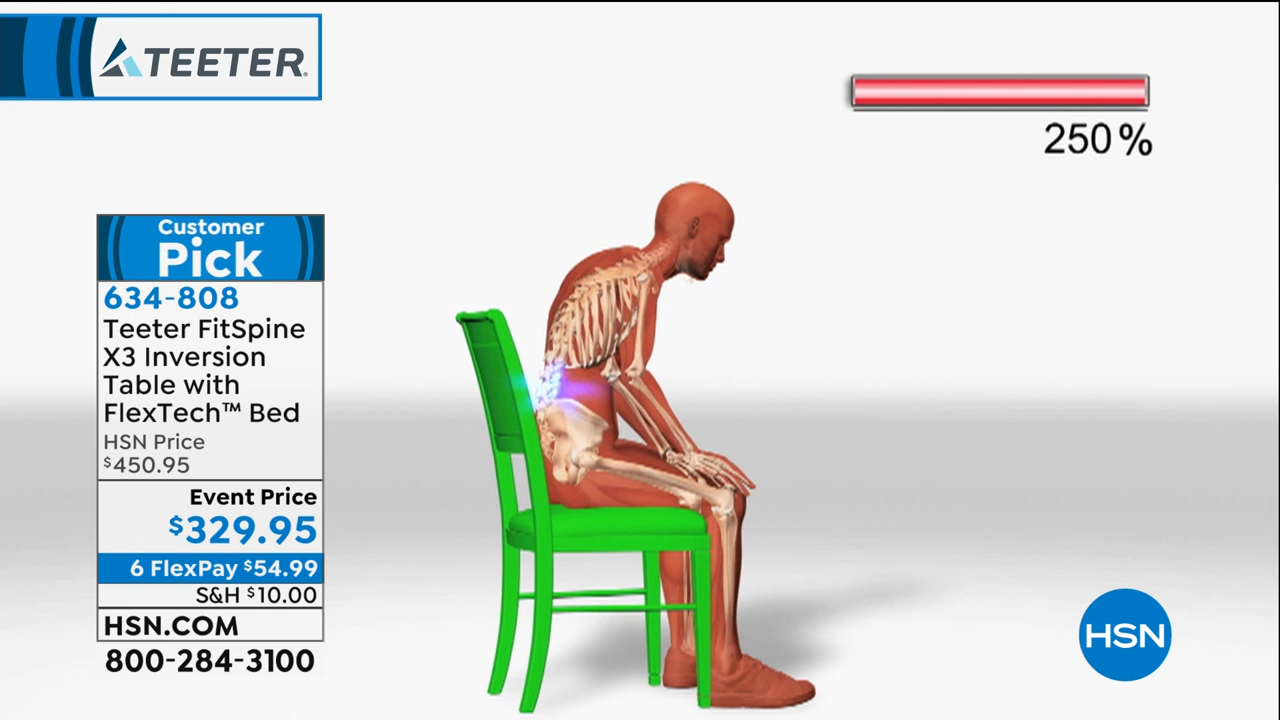 TEETER
250%
Customer
Pick
634-808
Teeter FitSpine
X3 Inversion
Table with
FlexTech™ Bed
HSN Price
$450.95
Event Price
$329.95
6 FlexPay $54.99
S&H $10.00
HSN.COM
800-284-3100
HSN